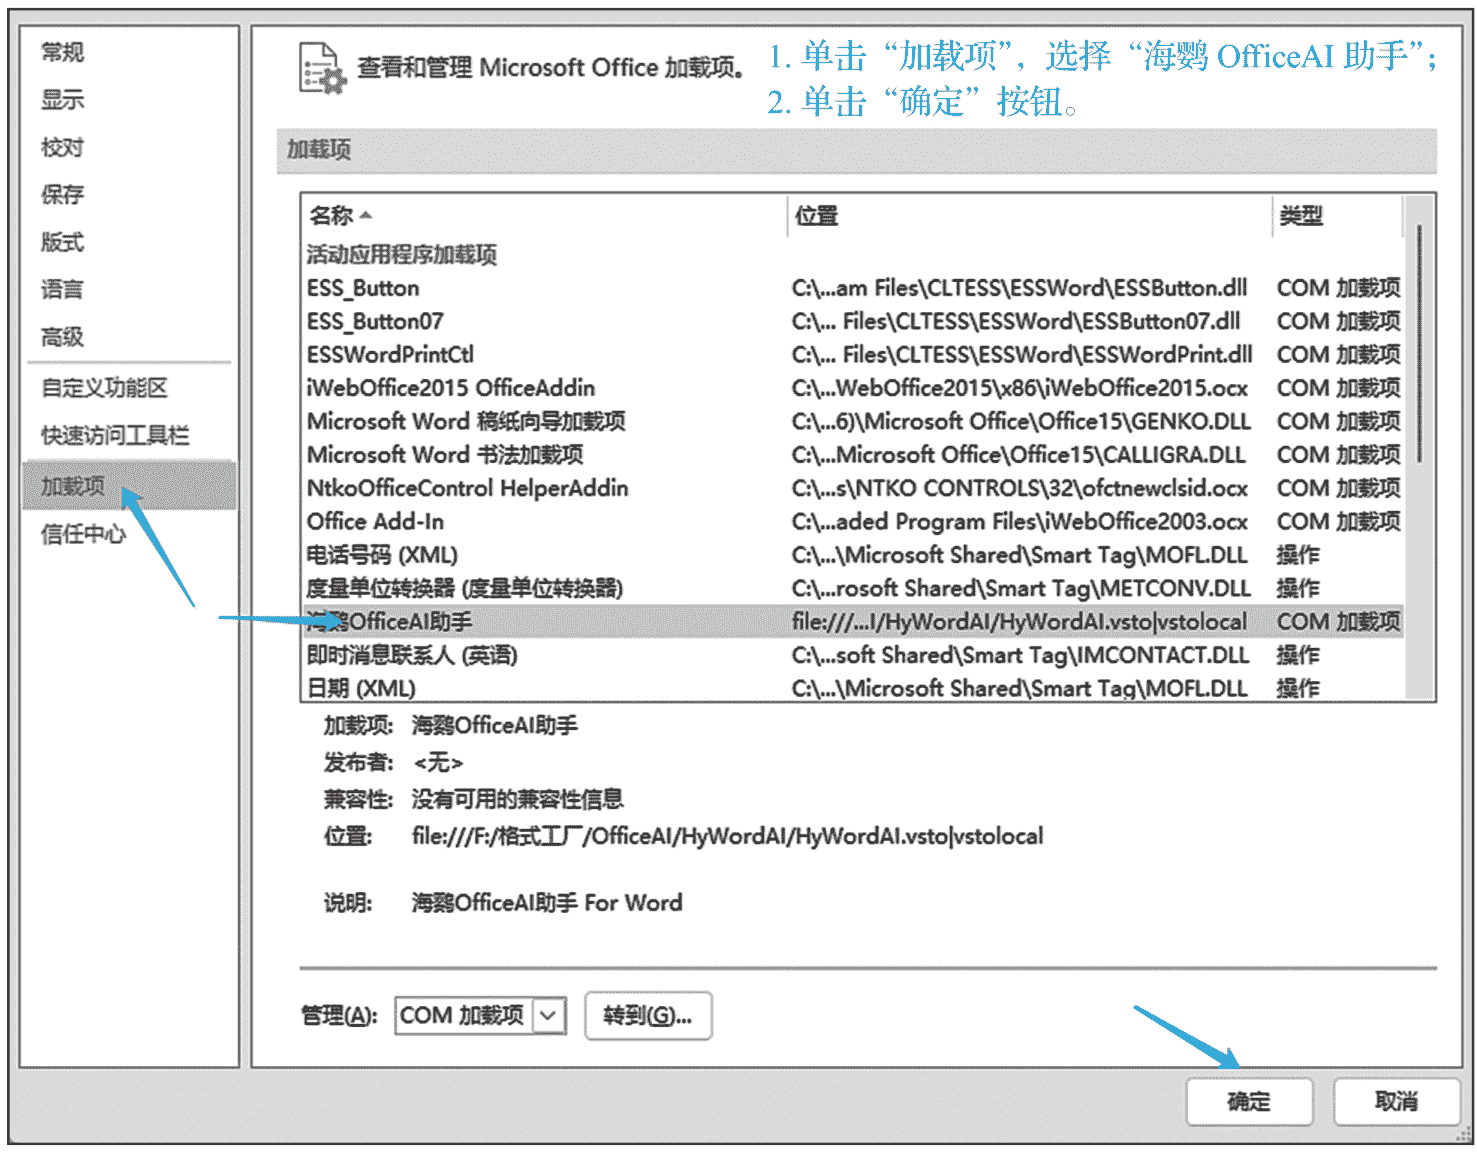 常规
显示
校对
保存
版式
语言
高级
自定义功能区
快速访问工具栏
加载项
信任中心
查看和管理 Microsoft Office 加载项。
1. 单击“加载项”，选择“海鹦 OfficeAI 助手”；
2. 单击“确定”按钮。
加载项
名称 位置 类型
活动应用程序加载项
ESS_Button C:\...am Files\CLTESS\ESSWord\ESSButton.dll COM 加载项
ESS_Button07 C:\... Files\CLTESS\ESSWord\ESSButton07.dll COM 加载项
ESSWordPrintCtl C:\... Files\CLTESS\ESSWord\ESSWordPrint.dll COM 加载项
iWebOffice2015 OfficeAddin C:\...WebOffice2015\x86\iWebOffice2015.ocx COM 加载项
Microsoft Word 稿纸向导加载项 C:\...6)\Microsoft Office\Office15\GENKO.DLL COM 加载项
Microsoft Word 书法加载项 C:\...Microsoft Office\Office15\CALLIGRA.DLL COM 加载项
NtkoOfficeControl HelperAddin C:\...s\NTKO CONTROLS\32\ofctnewclsid.ocx COM 加载项
Office Add-In C:\...aded Program Files\iWebOffice2003.ocx COM 加载项
电话号码 (XML) C:\...\Microsoft Shared\Smart Tag\MOFL.DLL 操作
度量单位转换器 (度量单位转换器) C:\...rosoft Shared\Smart Tag\METCONV.DLL 操作
海鹦OfficeAI助手 file:///...I/HyWordAI/HyWordAI.vsto|vstolocal COM 加载项
即时消息联系人 (英语) C:\...soft Shared\Smart Tag\IMCONTACT.DLL 操作
日期 (XML) C:\...\Microsoft Shared\Smart Tag\MOFL.DLL 操作
加载项: 海鹦OfficeAI助手
发布者: <无>
兼容性: 没有可用的兼容性信息
位置: file:///F:/格式工厂/OfficeAI/HyWordAI/HyWordAI.vsto|vstolocal
说明: 海鹦OfficeAI助手 For Word
管理(A): COM 加载项 转到(G)...
确定 取消